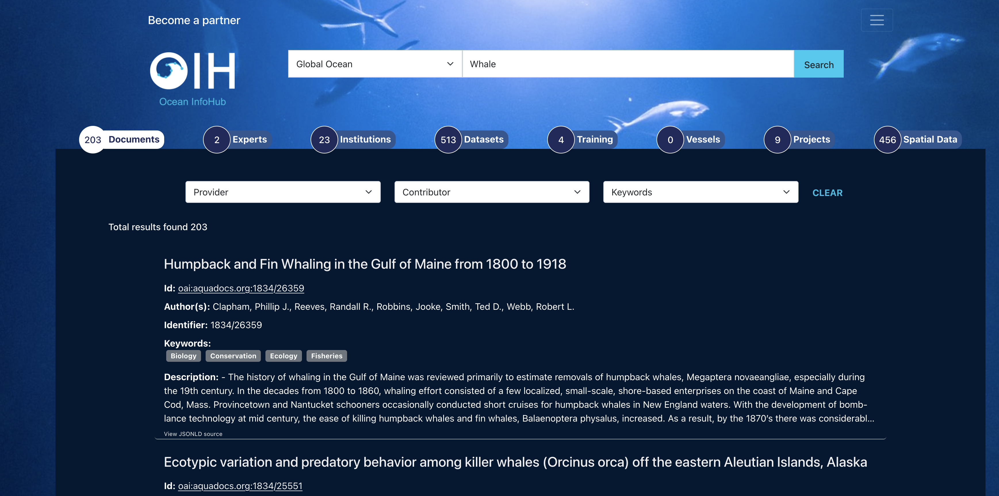 Become a partner
OIH
Ocean InfoHub
Global Ocean
Whale
Search
203 Documents
2 Experts
23 Institutions
513 Datasets
4 Training
0 Vessels
9 Projects
456 Spatial Data
Provider
Contributor
Keywords
CLEAR
Total results found 203
Humpback and Fin Whaling in the Gulf of Maine from 1800 to 1918
Id: oai:aquadocs.org:1834/26359
Author(s): Clapham, Phillip J., Reeves, Randall R., Robbins, Jooke, Smith, Ted D., Webb, Robert L.
Identifier: 1834/26359
Keywords:
Biology Conservation Ecology Fisheries
Description: - The history of whaling in the Gulf of Maine was reviewed primarily to estimate removals of humpback whales, Megaptera novaeangliae, especially during
the 19th century. In the decades from 1800 to 1860, whaling effort consisted of a few localized, small-scale, shore-based enterprises on the coast of Maine and Cape
Cod, Mass. Provincetown and Nantucket schooners occasionally conducted short cruises for humpback whales in New England waters. With the development of bomb-
lance technology at mid century, the ease of killing humpback whales and fin whales, Balaenoptera physalus, increased. As a result, by the 1870's there was considerabl...
View JSONLD source
Ecotypic variation and predatory behavior among killer whales (Orcinus orca) off the eastern Aleutian Islands, Alaska
Id: oai:aquadocs.org:1834/25551